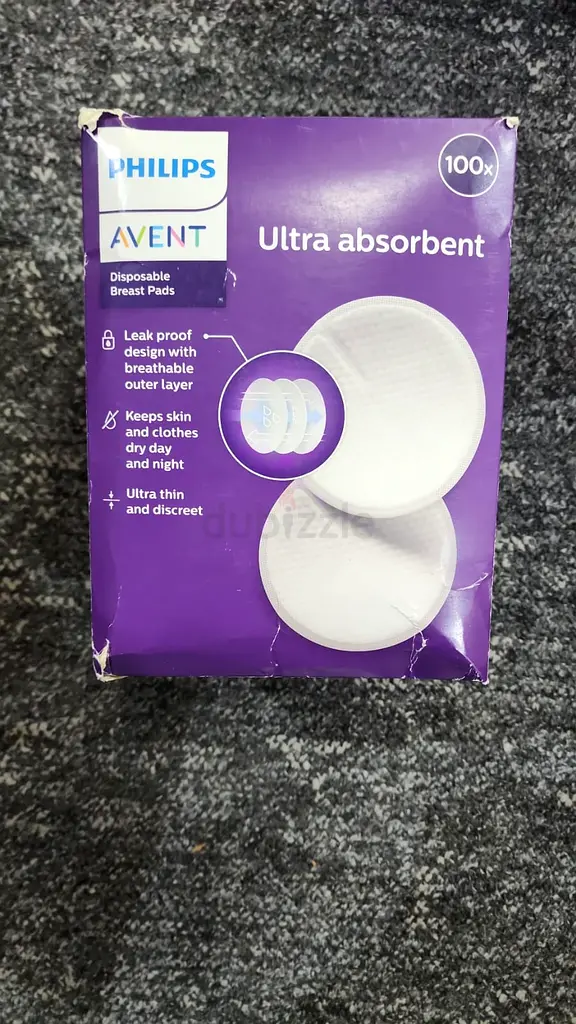 PHILIPS
AVENT
Disposable
Breast Pads
100x
Ultra absorbent
Leak proof
design with
breathable
outer layer
Keeps skin
and clothes
dry day
and night
Ultra thin
and discreet
dubizzle